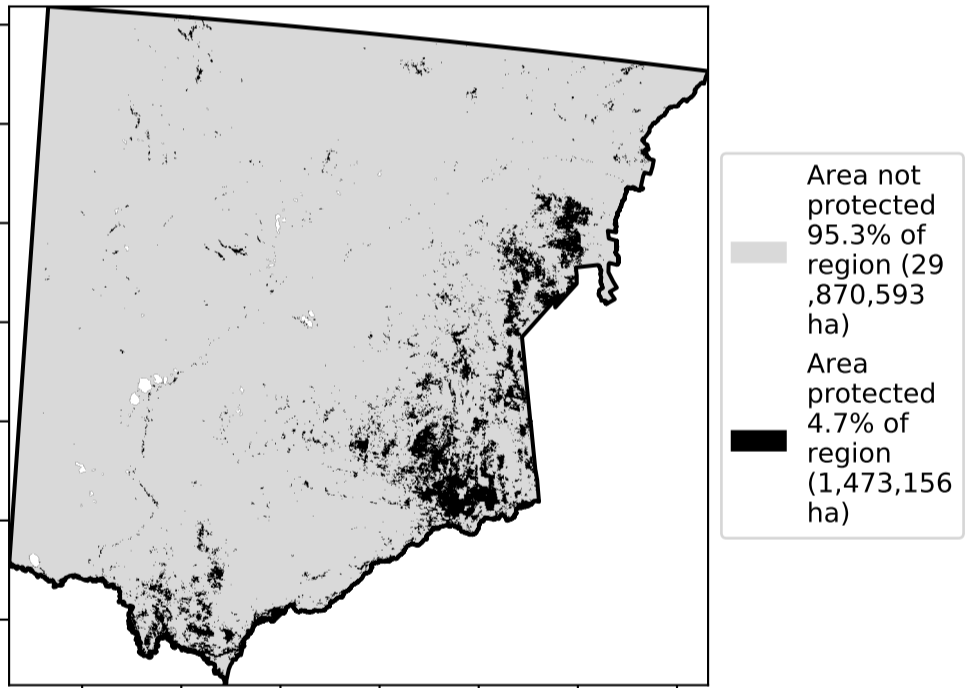 Area not
protected
95.3% of
region (29
,870,593
ha)
Area
protected
4.7% of
region
(1,473,156
ha)